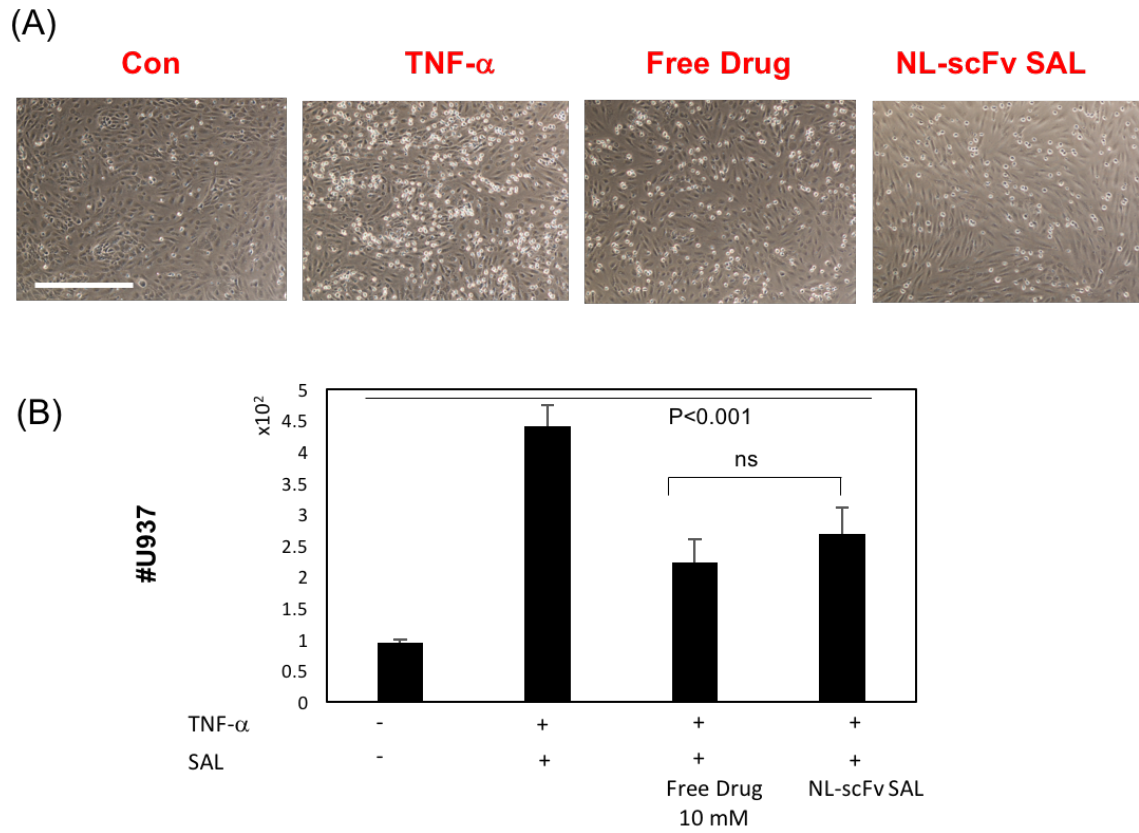 (A)
Con TNF-α Free Drug NL-scFv SAL
(B)
x10²
#U937
5
4.5
4
3.5
3
2.5
2
1.5
1
0.5
0
P<0.001
ns
TNF-α - + + +
SAL - + + +
Free Drug NL-scFv SAL
10 mM